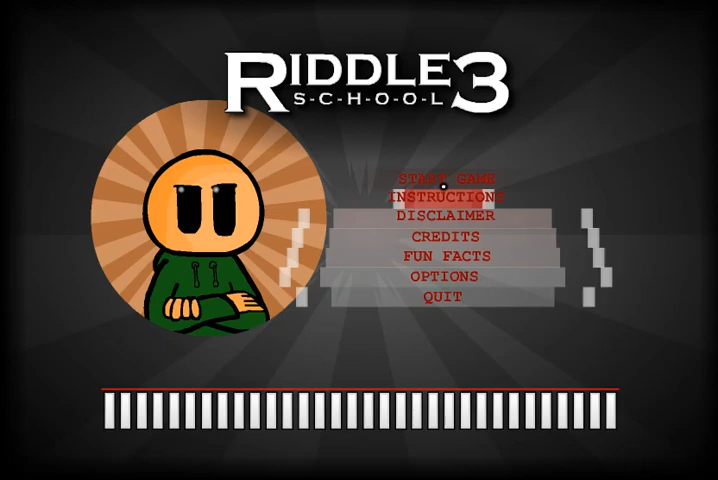 RIDDLE 3
S-C-H-O-O-L
START GAME
INSTRUCTIONS
DISCLAIMER
CREDITS
FUN FACTS
OPTIONS
QUIT